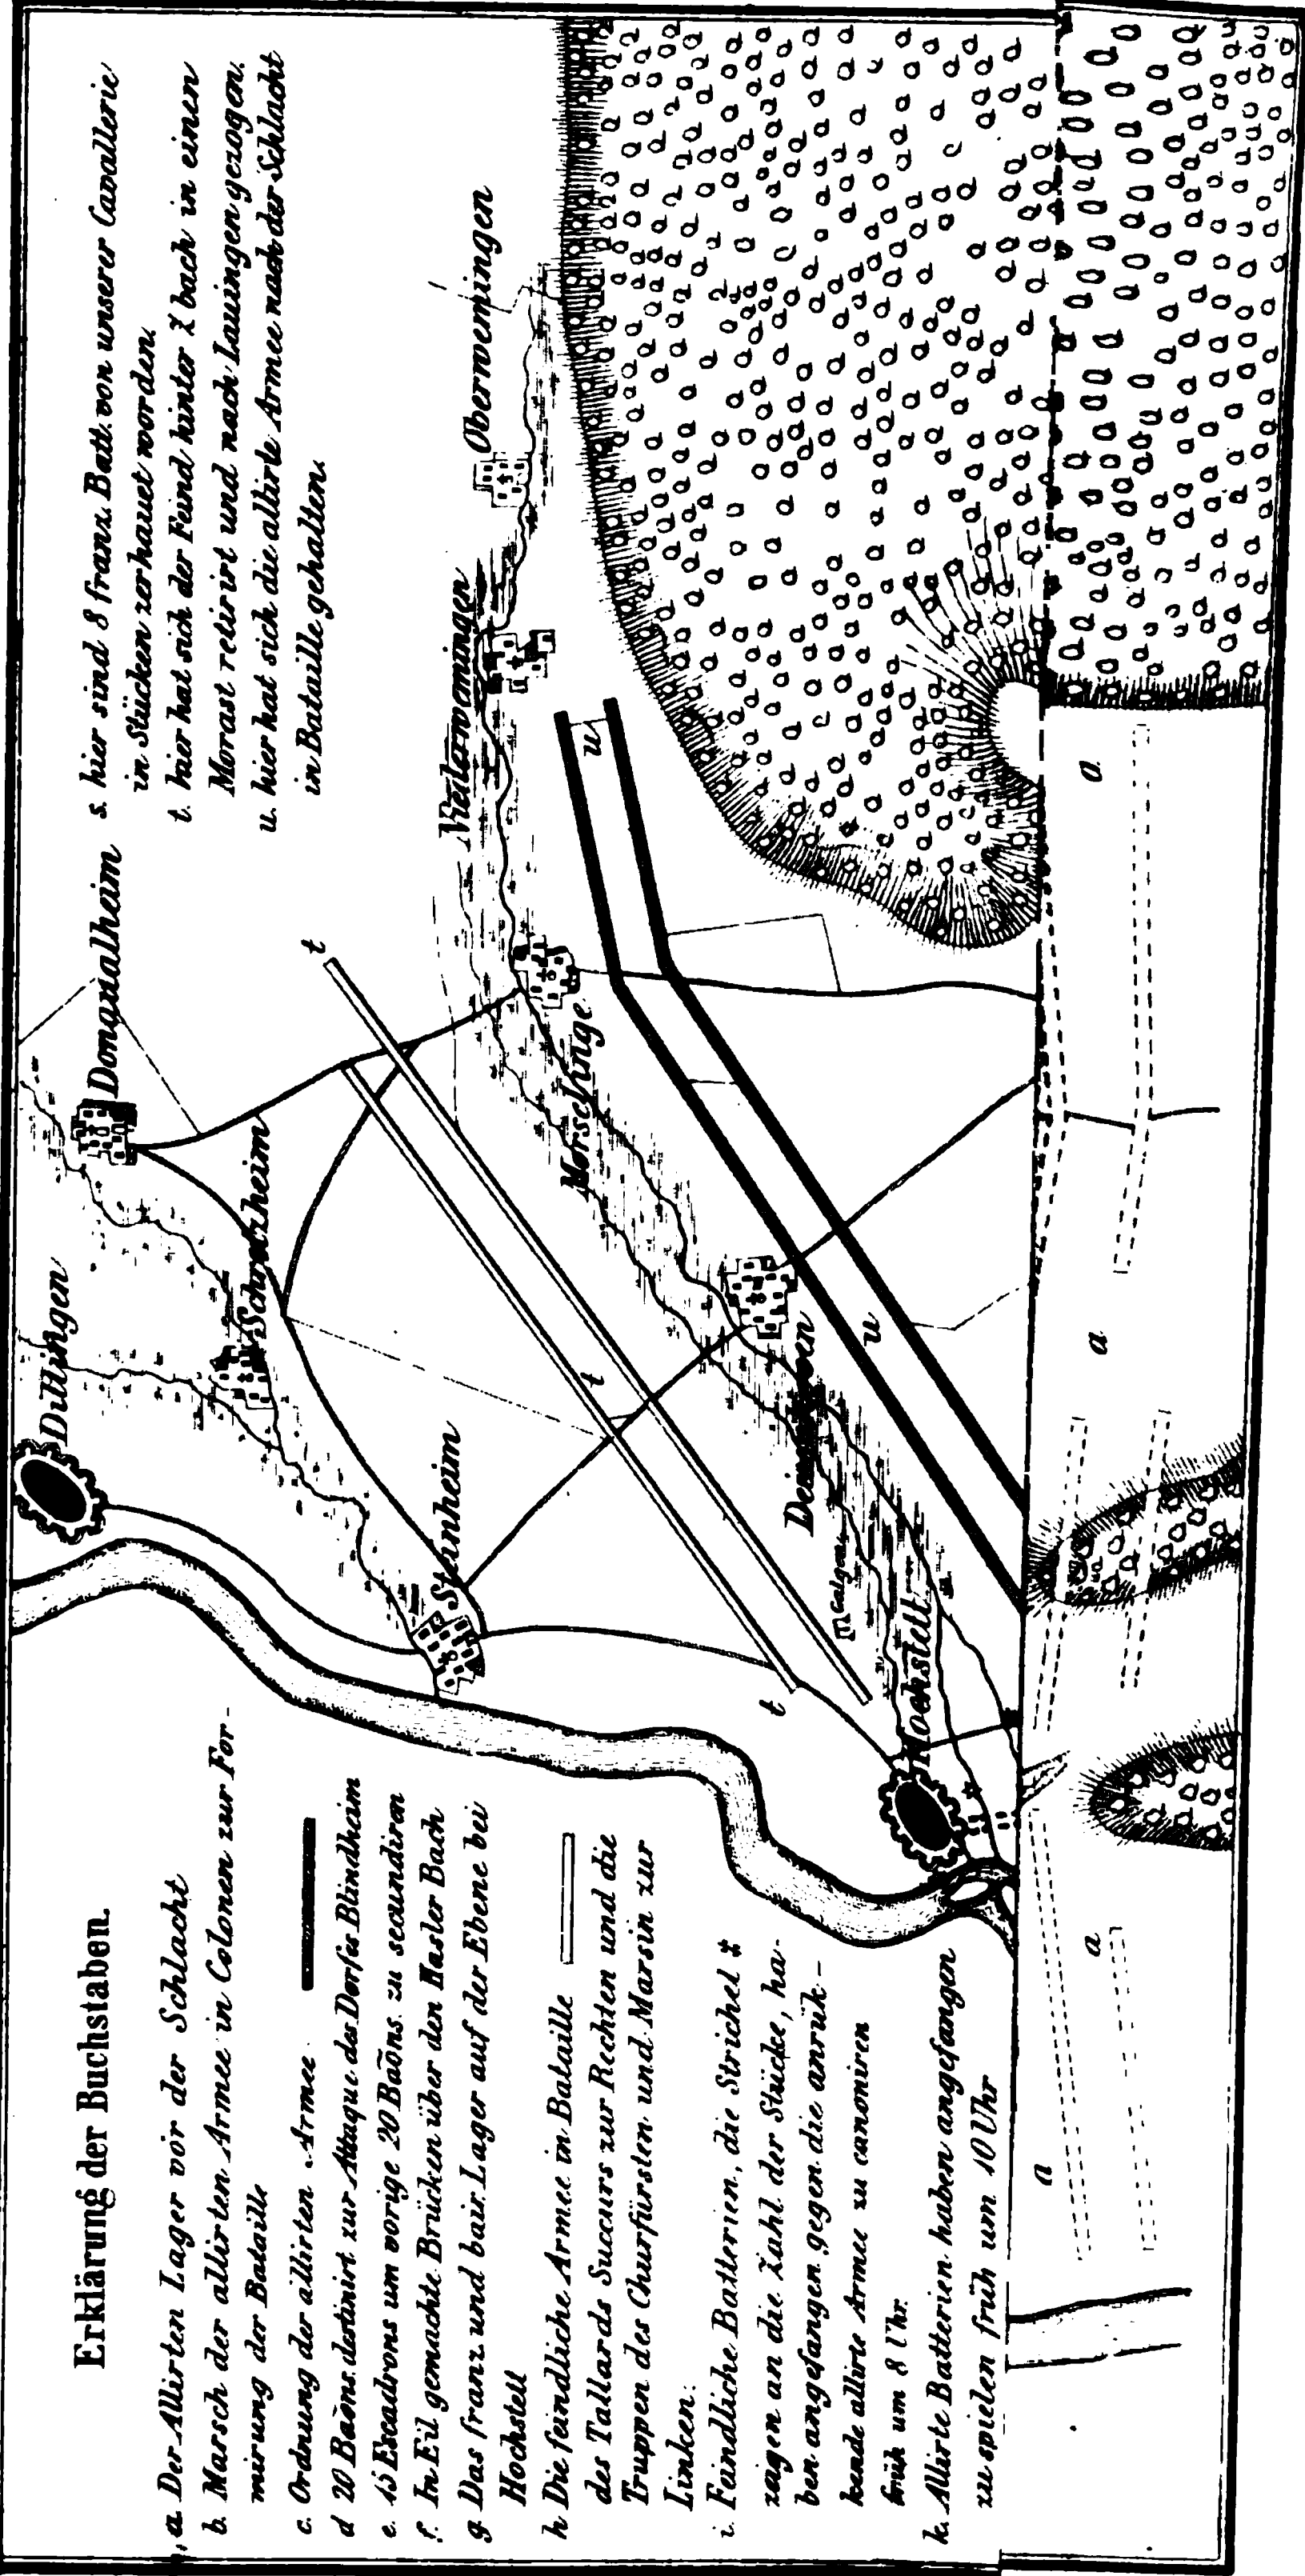 Erklärung der Buchstaben.
a. Der Allirten Lager vor der Schlacht
b. Marsch der allirten Armee in Colonen zur For-
mirung der Bataille
c. Ordnung der allirten Armee
d 20 Baōns. destinirt zur Attaque des Dorfes Blindheim
e. 15 Escadrons um vorige 20 Baōns. zu secundiren
f. In Eil gemachte Brücken über den Hasler Bach
g Das franz und bair. Lager auf der Ebene bei
Hochstett
h Die feindliche Armee in Bataille
des Tallards Succurs zur Rechten und die
Truppen des Churfürsten und Marsin zur
Linken.
i. Feindliche Batterien, die Strichel
zeigen an die Zahl der Stücke, ha-
ben angefangen gegen die anrük-
kende allirte Armee zu canoniren
früh um 8 Uhr.
k. Allirte Batterien haben angefangen
zu spielen früh um 10 Uhr
s. hier sind 8 franz. Batt. von unserer Cavallerie
in Stücken zerhauet worden.
t. hier hat sich der Feind hinter 2 bach in einen
Morast retirirt und nach Lauingen gezogen.
u. hier hat sich die allirte Armee nach der Schlacht
in Bataille gehalten.
Dillingen
Donaualheim
Schretzheim
Stainheim
Oberweningen
Niederweningen
Morschinge
Hochstett
Galgen
t
t
t
u
u
a
a
a
a